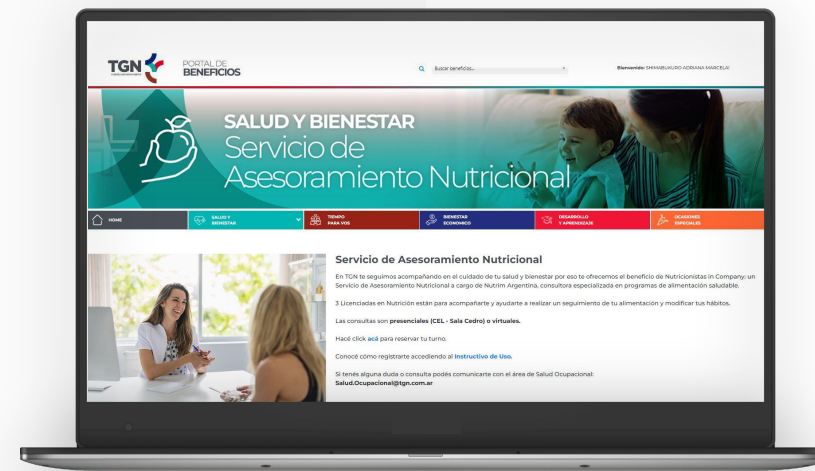 TGN
PORTAL DE
BENEFICIOS
Buscar beneficios...
Bienvenido: SHIMABUKURO ADRIANA MARCELA!
SALUD Y BIENESTAR
Servicio de
Asesoramiento Nutricional
HOME
SALUD Y
BIENESTAR
TIEMPO
PARA VOS
BIENESTAR
ECONOMICO
DESARROLLO
Y APRENDIZAJE
OCASIONES
ESPECIALES
Servicio de Asesoramiento Nutricional
En TGN te seguimos acompañando en el cuidado de tu salud y bienestar por eso te ofrecemos el beneficio de Nutricionistas in Company: un
Servicio de Asesoramiento Nutricional a cargo de Nutrim Argentina, consultora especializada en programas de alimentación saludable.
3 Licenciadas en Nutrición están para acompañarte y ayudarte a realizar un seguimiento de tu alimentación y modificar tus hábitos.
Las consultas son presenciales (CEL - Sala Cedro) o virtuales.
Hacé click acá para reservar tu turno.
Conocé cómo registrarte accediendo al Instructivo de Uso.
Si tenés alguna duda o consulta podés comunicarte con el área de Salud Ocupacional:
Salud.Ocupacional@tgn.com.ar